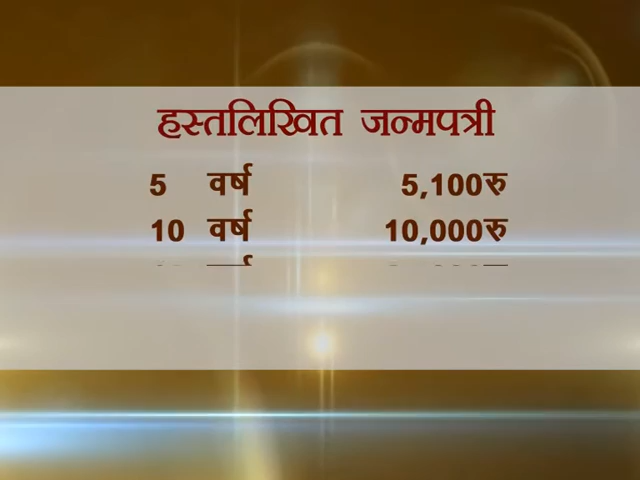 हस्तलिखित जन्मपत्री
5 वर्ष 5,100रु
10 वर्ष 10,000रु